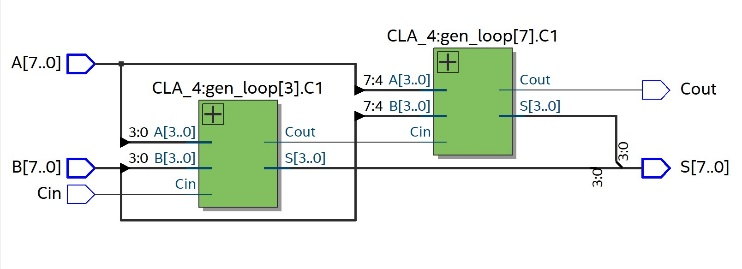 CLA_4:gen_loop[7].C1
A[7..0]
7:4 A[3..0] Cout
Cout
CLA_4:gen_loop[3].C1
7:4 B[3..0] S[3..0]
3:0 A[3..0] Cout
Cin
3:0
B[7..0]
3:0 B[3..0] S[3..0]
3:0
S[7..0]
Cin
Cin